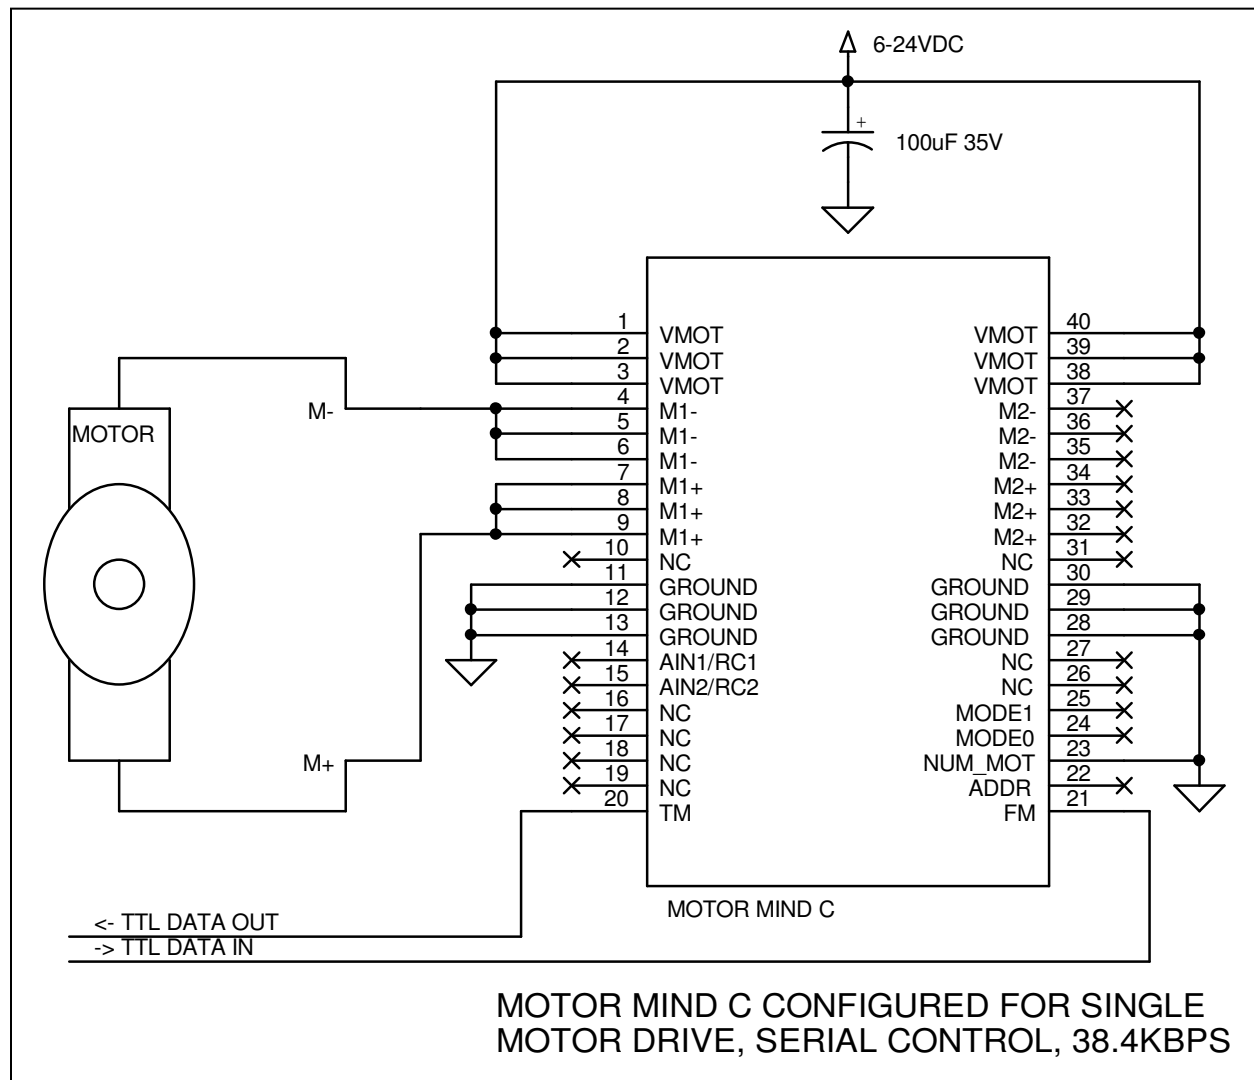 6-24VDC
+
100uF 35V
1 VMOT VMOT 40
2 VMOT VMOT 39
3 VMOT VMOT 38
M- 4 M1- M2- 37
MOTOR 5 M1- M2- 36
6 M1- M2- 35
7 M1+ M2+ 34
8 M1+ M2+ 33
9 M1+ M2+ 32
10 NC NC 31
11 GROUND GROUND 30
12 GROUND GROUND 29
13 GROUND GROUND 28
14 AIN1/RC1 NC 27
15 AIN2/RC2 NC 26
16 NC MODE1 25
17 NC MODE0 24
M+ 18 NC NUM_MOT 23
19 NC ADDR 22
20 TM FM 21
MOTOR MIND C
<- TTL DATA OUT
-> TTL DATA IN
MOTOR MIND C CONFIGURED FOR SINGLE
MOTOR DRIVE, SERIAL CONTROL, 38.4KBPS